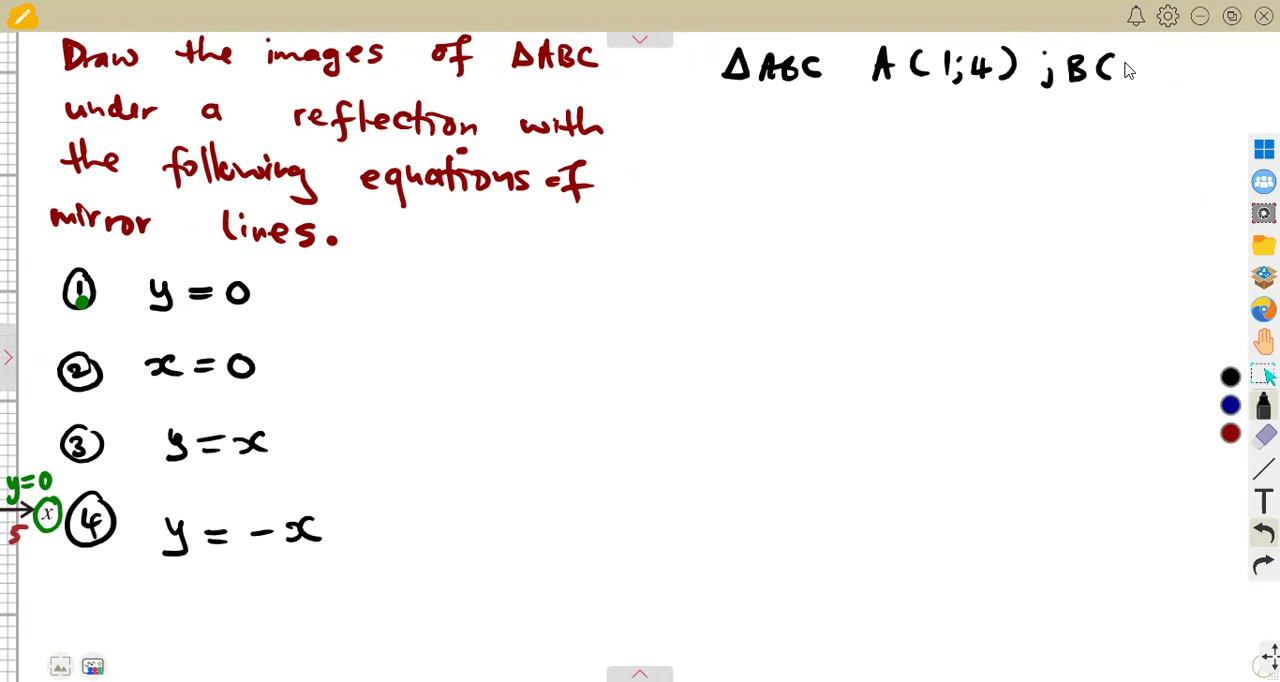 Draw the images of ΔABC
under a reflection with
the following equations of
mirror lines.
① y = 0
② x = 0
③ y = x
④ y = -x
y=0
x
5
ΔABC A(1;4) ; B(
T